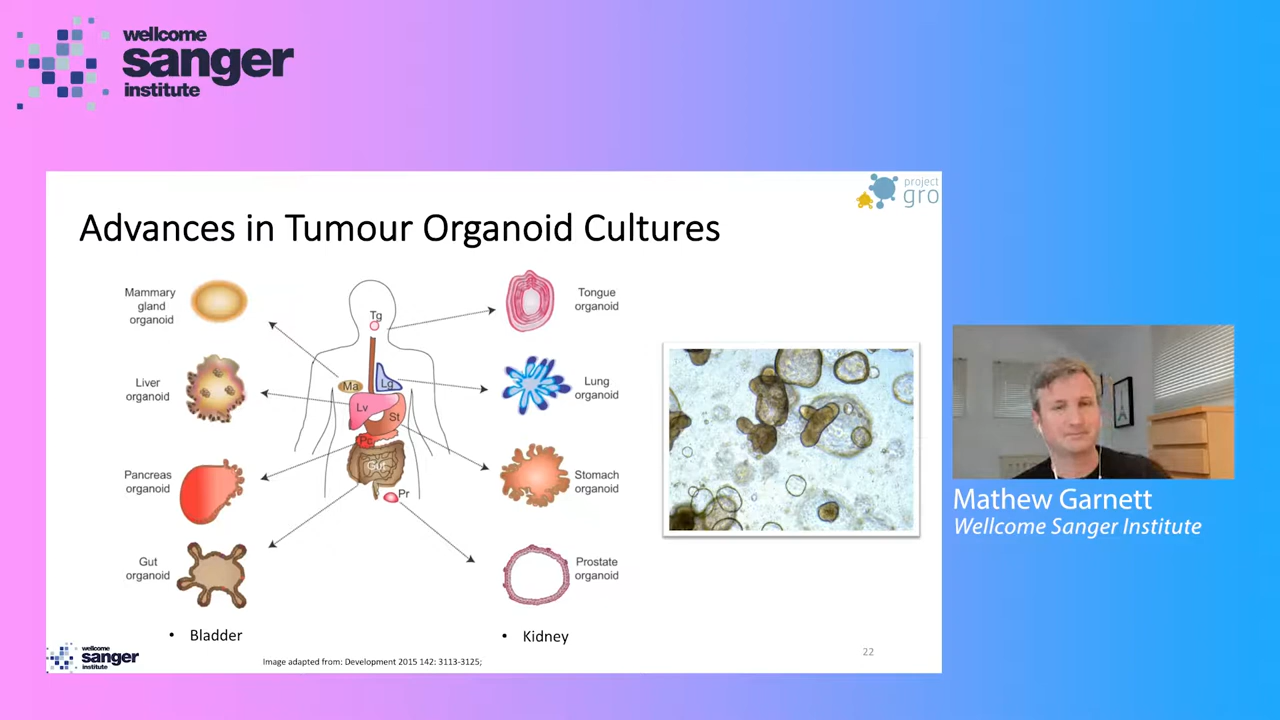 wellcome
sanger
institute
project
gro
Advances in Tumour Organoid Cultures
Mammary
gland
organoid
Liver
organoid
Pancreas
organoid
Gut
organoid
Tg
Ma
Lg
Lv
St
Pc
Gut
Pr
Tongue
organoid
Lung
organoid
Stomach
organoid
Prostate
organoid
• Bladder
• Kidney
wellcome
sanger
institute
Image adapted from: Development 2015 142: 3113-3125;
22
Mathew Garnett
Wellcome Sanger Institute